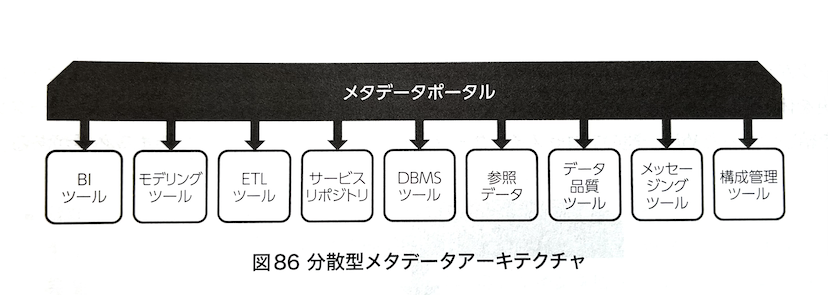 メタデータポータル
BI
ツール
モデリング
ツール
ETL
ツール
サービス
リポジトリ
DBMS
ツール
参照
データ
データ
品質
ツール
メッセー
ジング
ツール
構成管理
ツール
図86 分散型メタデータアーキテクチャ